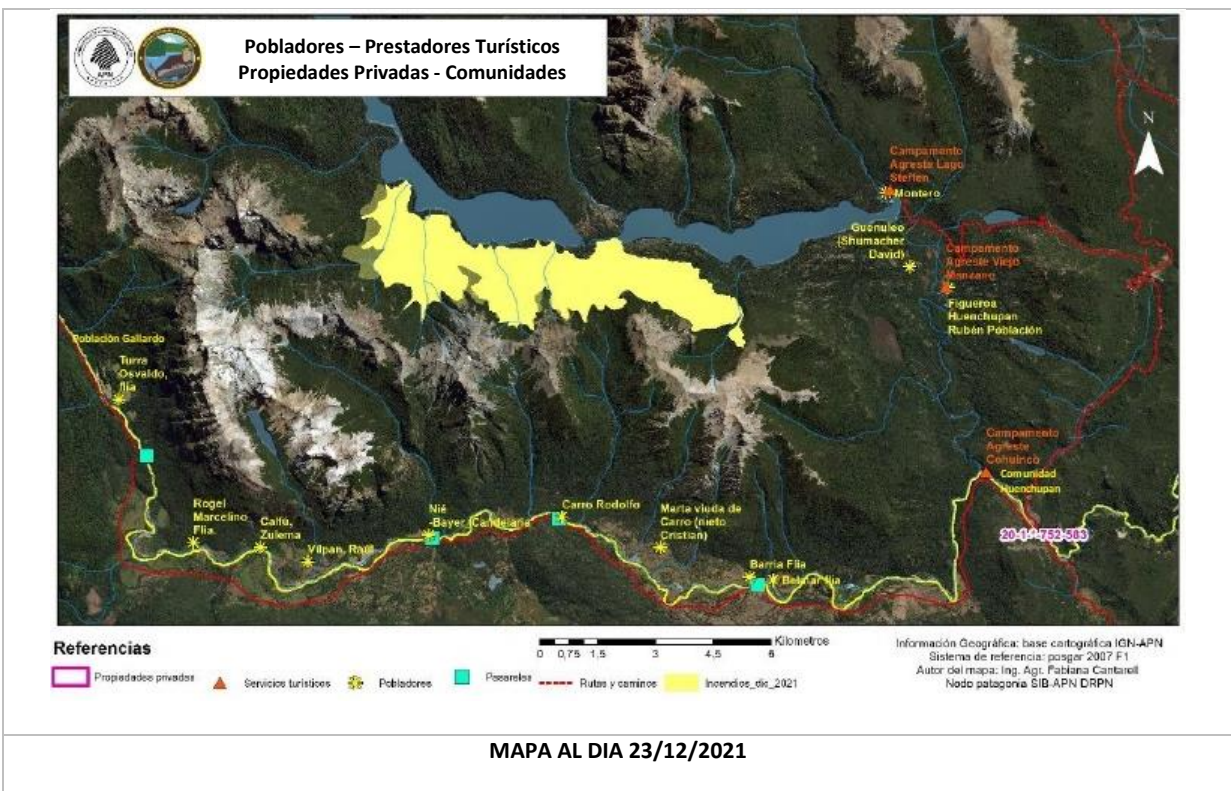 Pobladores – Prestadores Turísticos
Propiedades Privadas - Comunidades
APN
N
Campamento
Agreste Lago
Steffen
Montero
Guenuleo
(Shumacher
David)
Campamento
Agreste Viejo
Manzano
Figueroa
Huenchupan
Rubén Población
Población Gallardo
Turra
Osvaldo,
flia
Campamento
Agreste
Cohuinco
Comunidad
Huenchupan
Rogel
Marcelino
Flia.
Calfú,
Zulema
Vilpan, Raúl
Nié
-Bayer, Candelaria
Carro Rodolfo
Marta viuda de
Carro (nieto
Cristian)
Barria Flia
flia
Referencias
Propiedades privadas
Servicios turísticos
Pobladores
Pasarelas
Rutas y caminos
Incendios_dic_2021
Kilometros
0 0,75 1,5 3 4,5 6
Información Geográfica: base cartográfica IGN-APN
Sistema de referencia: posgar 2007 F1
Autor del mapa: Ing. Agr. Fabiana Cantarell
Nodo patagonia SIB-APN DRPN
MAPA AL DIA 23/12/2021